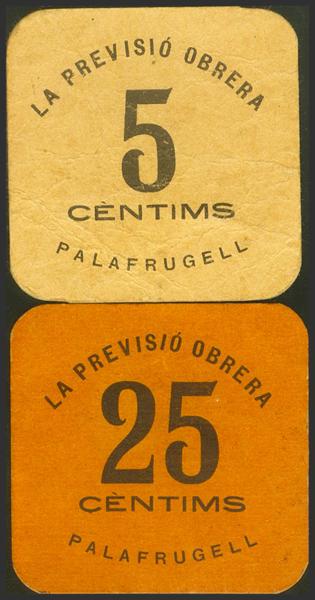 LA PREVISIÓ OBRERA
5
CÈNTIMS
PALAFRUGELL
LA PREVISIÓ OBRERA
25
CÈNTIMS
PALAFRUGELL